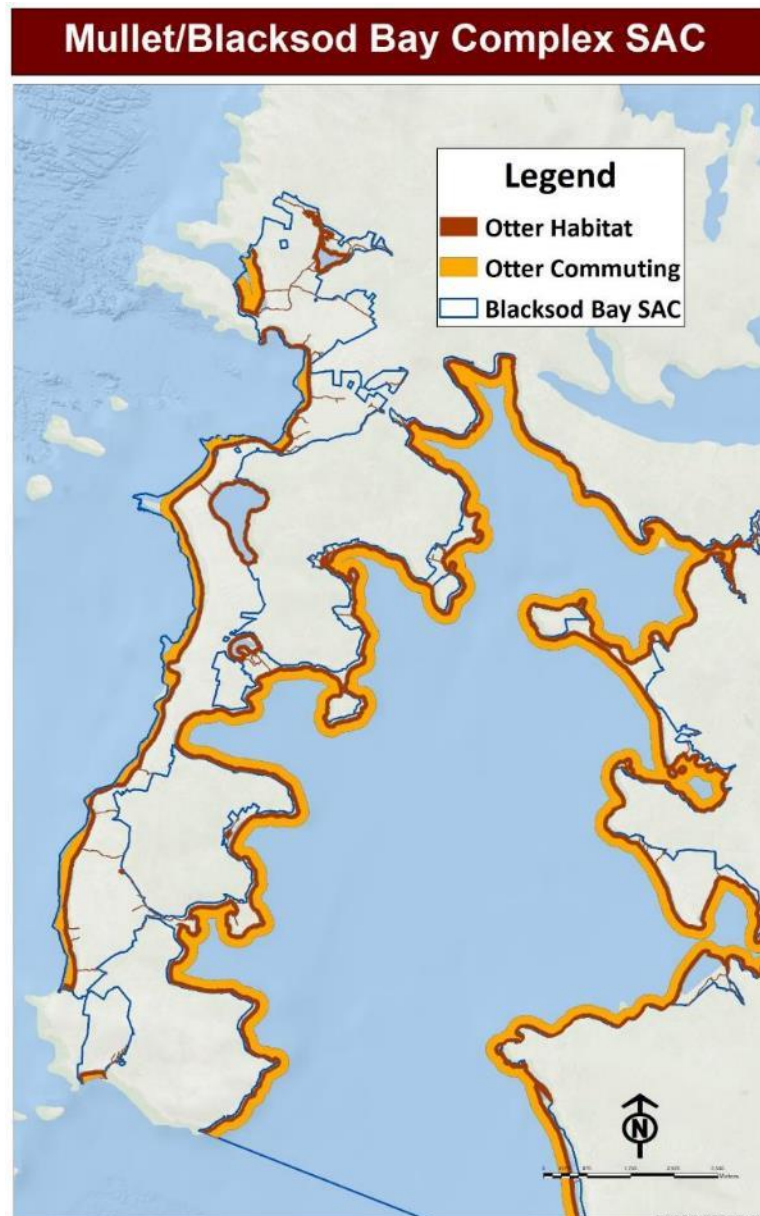 Mullet/Blacksod Bay Complex SAC
Legend
Otter Habitat
Otter Commuting
Blacksod Bay SAC
N